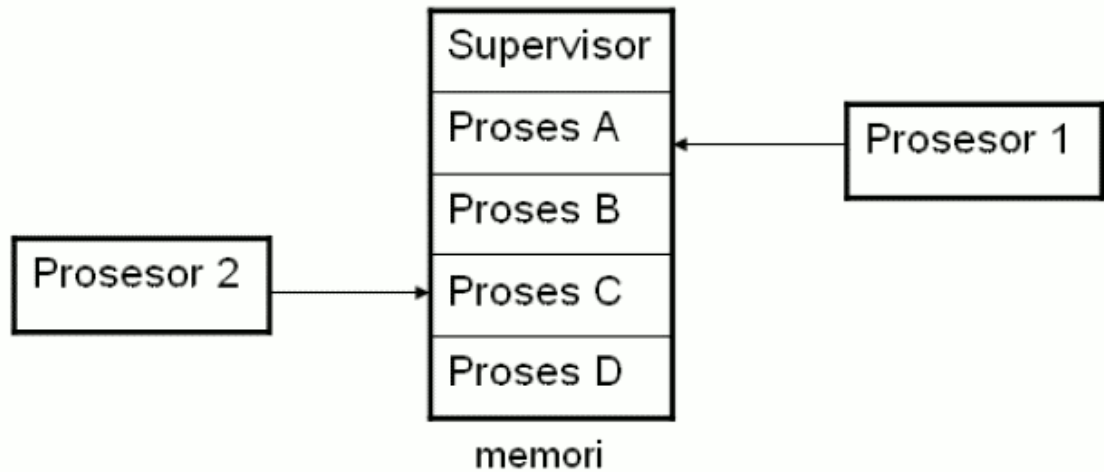 Supervisor
Proses A
Prosesor 1
Proses B
Prosesor 2
Proses C
Proses D
memori